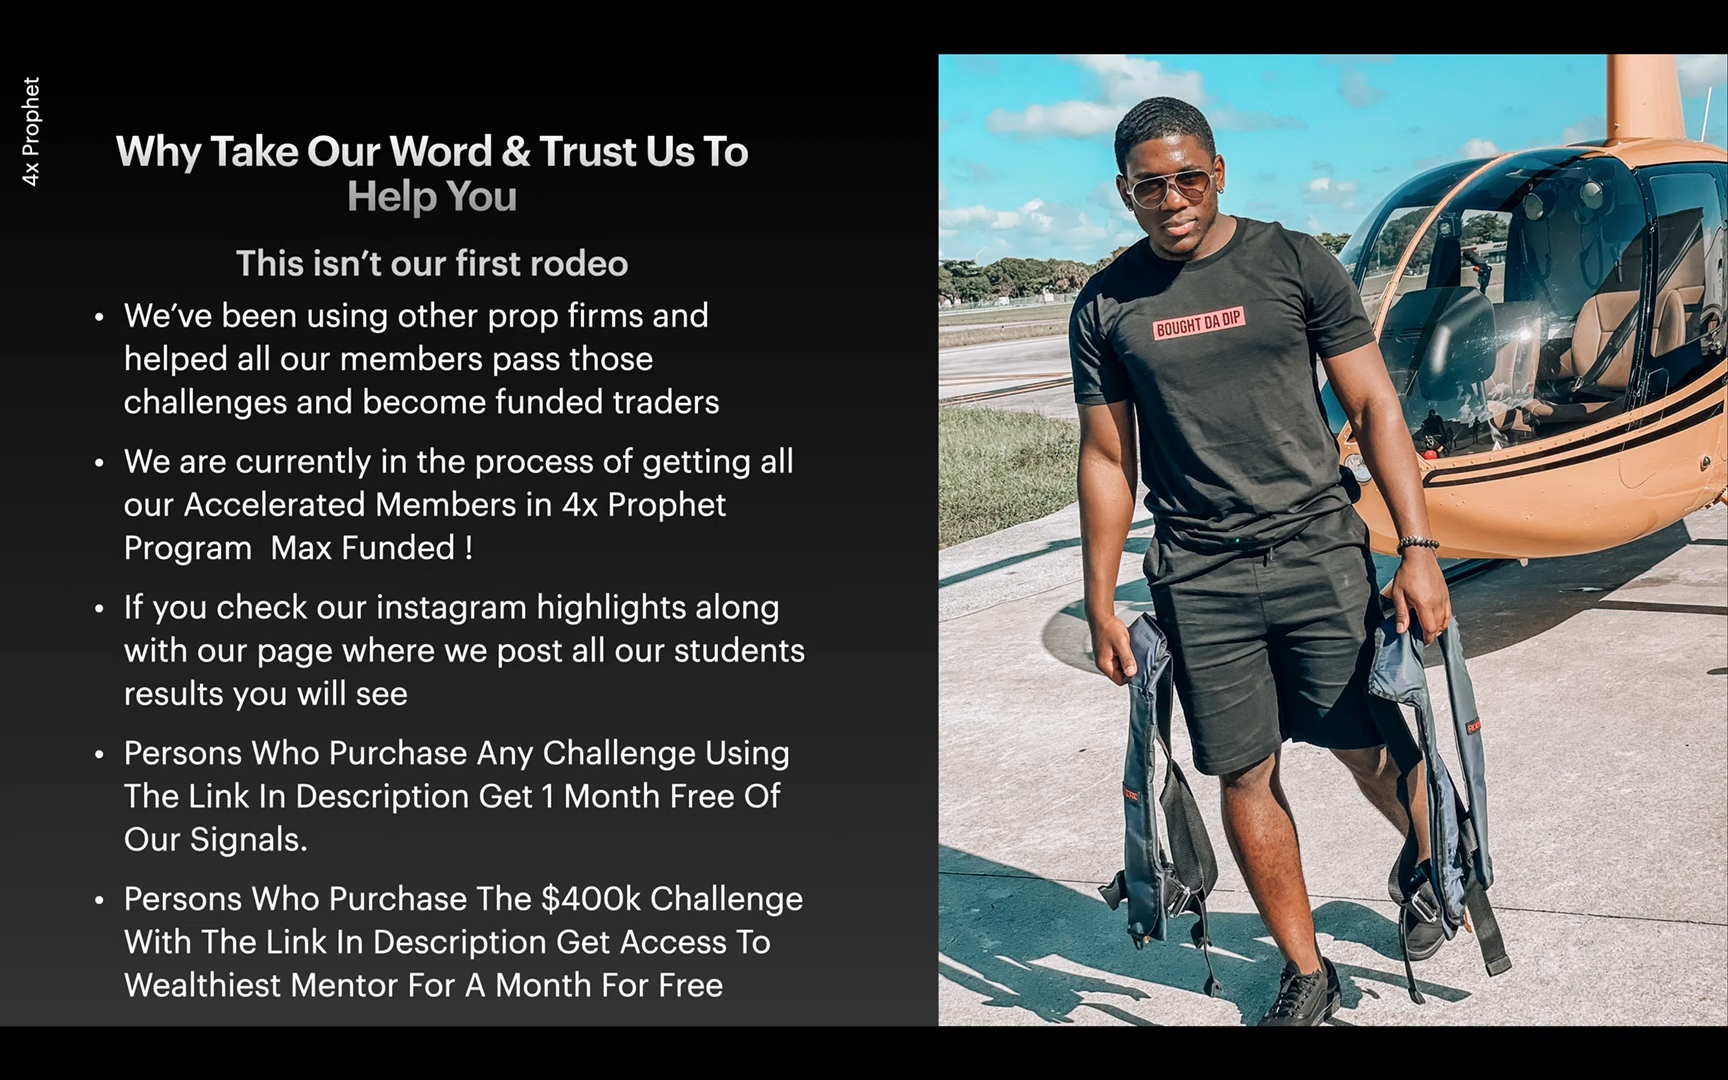 4x Prophet
Why Take Our Word & Trust Us To
Help You
This isn’t our first rodeo
• We’ve been using other prop firms and
helped all our members pass those
challenges and become funded traders
• We are currently in the process of getting all
our Accelerated Members in 4x Prophet
Program  Max Funded !
• If you check our instagram highlights along
with our page where we post all our students
results you will see
• Persons Who Purchase Any Challenge Using
The Link In Description Get 1 Month Free Of
Our Signals.
• Persons Who Purchase The $400k Challenge
With The Link In Description Get Access To
Wealthiest Mentor For A Month For Free
BOUGHT DA DIP